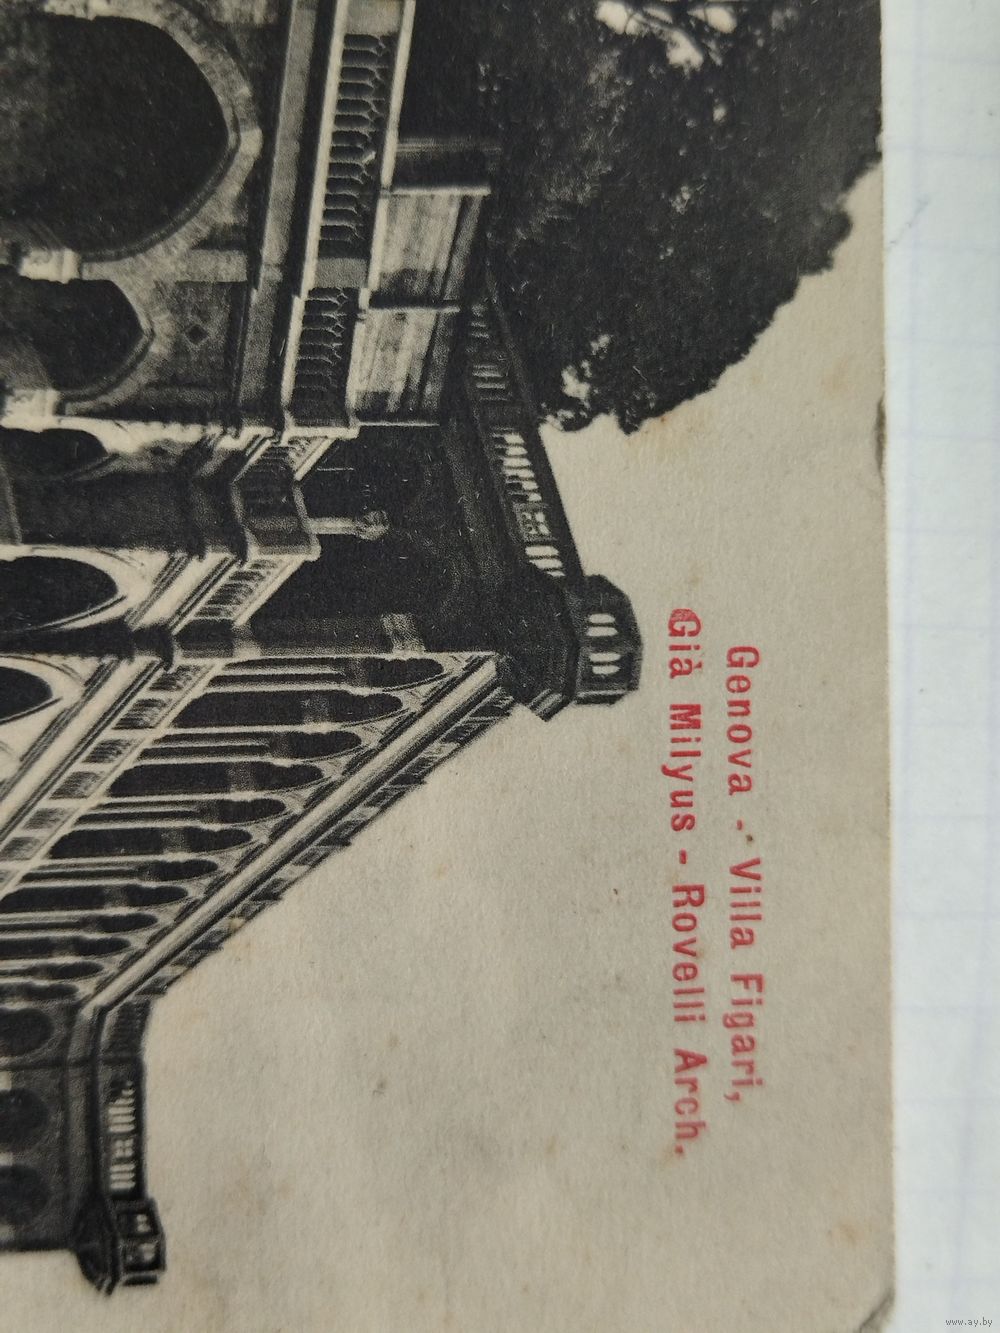 Genova - Villa Figari,
Già Milyus - Rovelli Arch.
www.ay.by